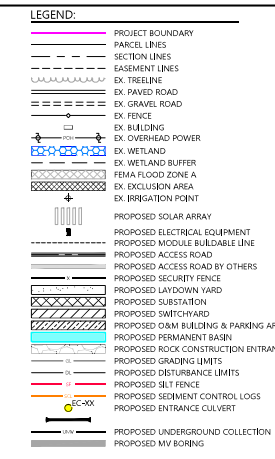 LEGEND:
PROJECT BOUNDARY
PARCEL LINES
SECTION LINES
EASEMENT LINES
EX. TREELINE
EX. PAVED ROAD
EX. GRAVEL ROAD
EX. FENCE
EX. BUILDING
POH EX. OVERHEAD POWER
EX. WETLAND
EX. WETLAND BUFFER
FEMA FLOOD ZONE A
EX. EXCLUSION AREA
EX. IRRIGATION POINT
PROPOSED SOLAR ARRAY
PROPOSED ELECTRICAL EQUIPMENT
PROPOSED MODULE BUILDABLE LINE
PROPOSED ACCESS ROAD
PROPOSED ACCESS ROAD BY OTHERS
X PROPOSED SECURITY FENCE
PROPOSED LAYDOWN YARD
PROPOSED SUBSTATION
PROPOSED SWITCHYARD
PROPOSED O&M BUILDING & PARKING AR
PROPOSED PERMANENT BASIN
PROPOSED ROCK CONSTRUCTION ENTRAN
GL PROPOSED GRADING LIMITS
DL PROPOSED DISTURBANCE LIMITS
SF PROPOSED SILT FENCE
PROPOSED SEDIMENT CONTROL LOGS
EC-XX PROPOSED ENTRANCE CULVERT
UMV PROPOSED UNDERGROUND COLLECTION
PROPOSED MV BORING